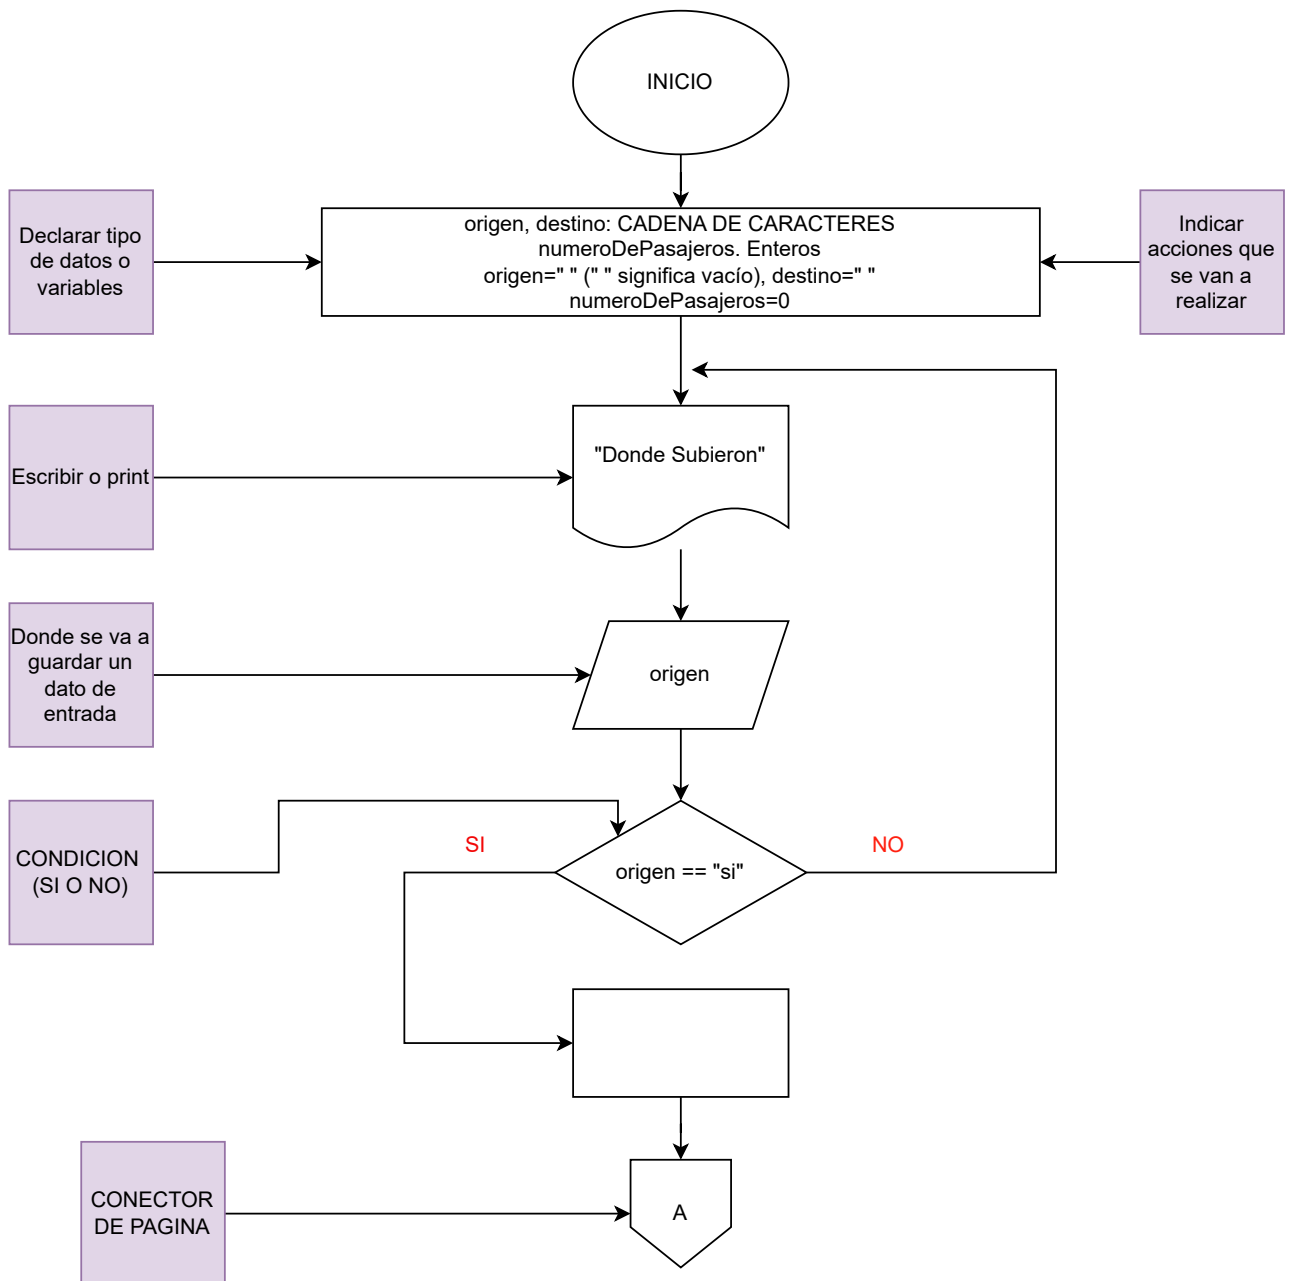 INICIO
Declarar tipo
de datos o
variables
origen, destino: CADENA DE CARACTERES
numeroDePasajeros. Enteros
origen=" " (" " significa vacío), destino=" "
numeroDePasajeros=0
Indicar
acciones que
se van a
realizar
Escribir o print
"Donde Subieron"
Donde se va a
guardar un
dato de
entrada
origen
CONDICION
(SI O NO)
SI
origen == "si"
NO
CONECTOR
DE PAGINA
A